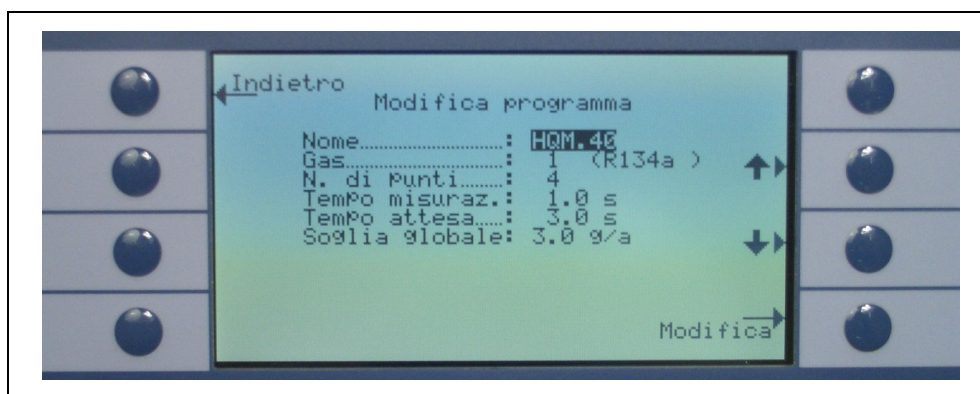 Indietro
Modifica programma
Nome..........: HQM.40
Gas..........: 1 (R134a )
N. di punti......: 4
Tempo misuraz.: 1.0 s
Tempo attesa....: 3.0 s
Soglia globale: 3.0 g/a
Modifica